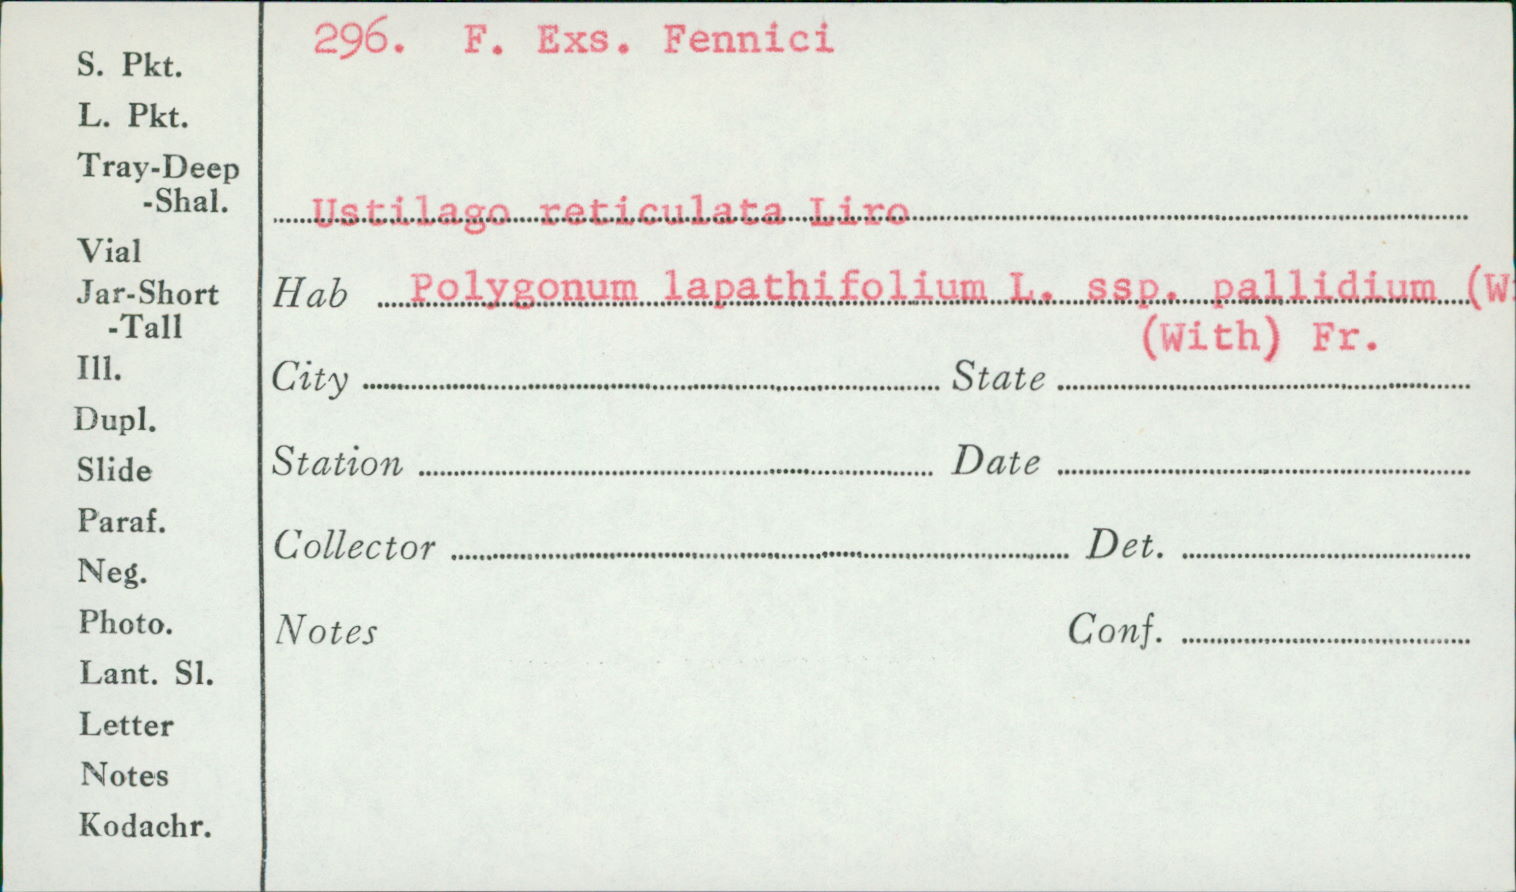 296. F. Exs. Fennici
S. Pkt.
L. Pkt.
Tray-Deep
-Shal.
Ustilago reticulata Liro
Vial
Jar-Short
-Tall
Hab Polygonum lapathifolium L. ssp. pallidium (W
(With) Fr.
Ill.
City State
Dupl.
Slide
Station Date
Paraf.
Collector Det.
Neg.
Photo.
Notes Conf.
Lant. Sl.
Letter
Notes
Kodachr.